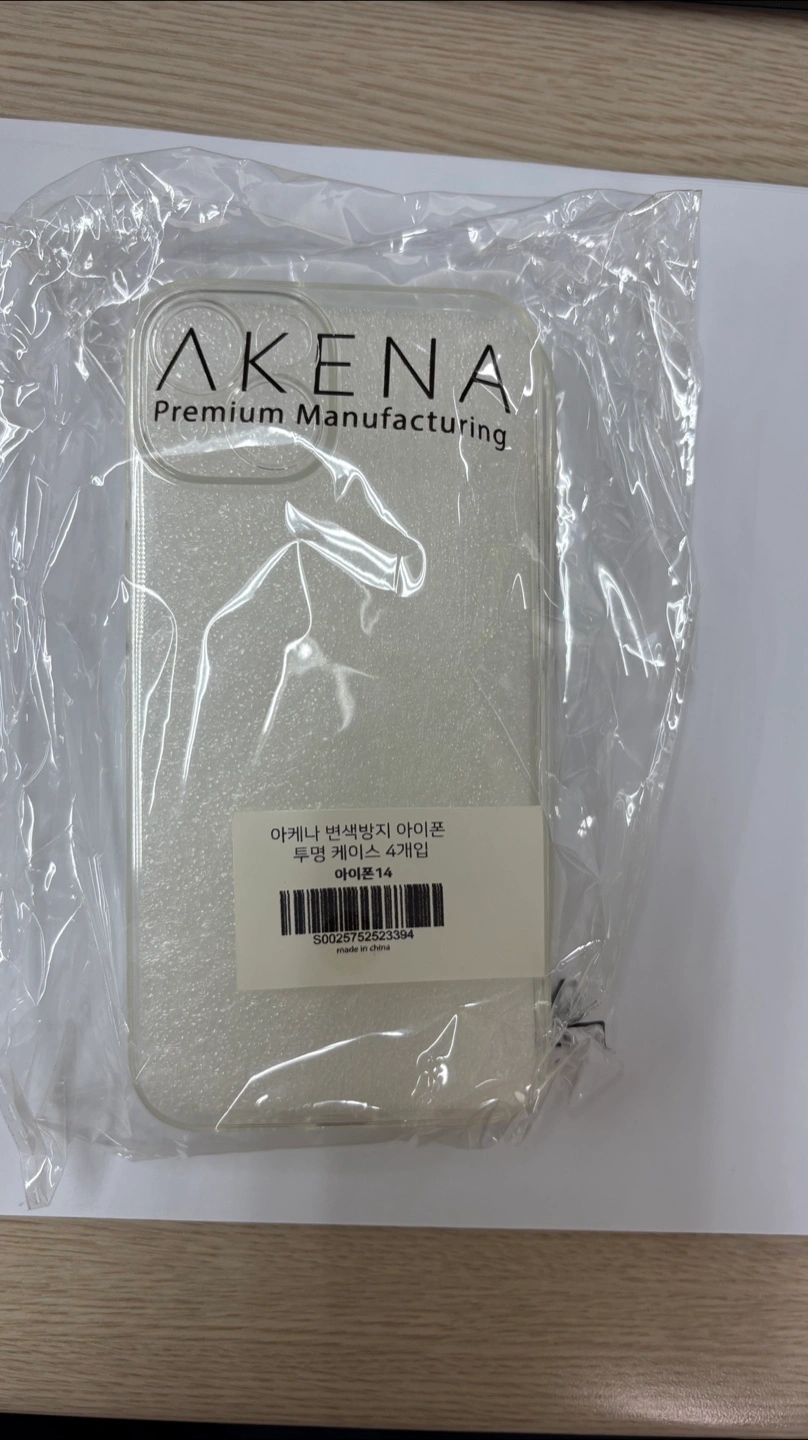 AKENA
Premium Manufacturing
아케나 변색방지 아이폰
투명 케이스 4개입
아이폰14
S0025752523394
made in china